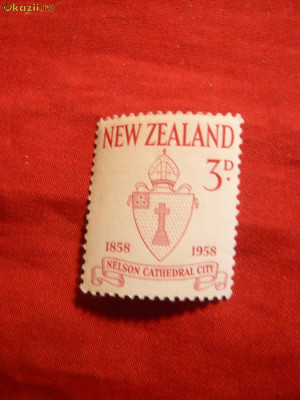 Okazii.ro
NEW ZEALAND
3D.
1858 1958
NELSON CATHEDRAL CITY